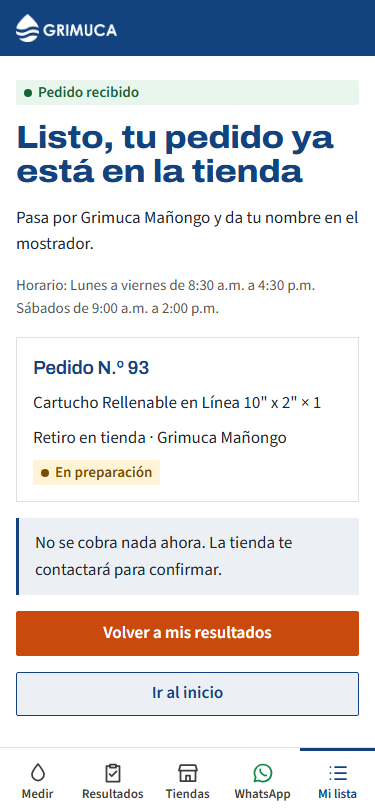 GRIMUCA
Pedido recibido
Listo, tu pedido ya
está en la tienda
Pasa por Grimuca Mañongo y da tu nombre en el
mostrador.
Horario: Lunes a viernes de 8:30 a.m. a 4:30 p.m.
Sábados de 9:00 a.m. a 2:00 p.m.
Pedido N.º 93
Cartucho Rellenable en Línea 10" x 2" × 1
Retiro en tienda · Grimuca Mañongo
En preparación
No se cobra nada ahora. La tienda te
contactará para confirmar.
Volver a mis resultados
Ir al inicio
Medir
Resultados
Tiendas
WhatsApp
Mi lista